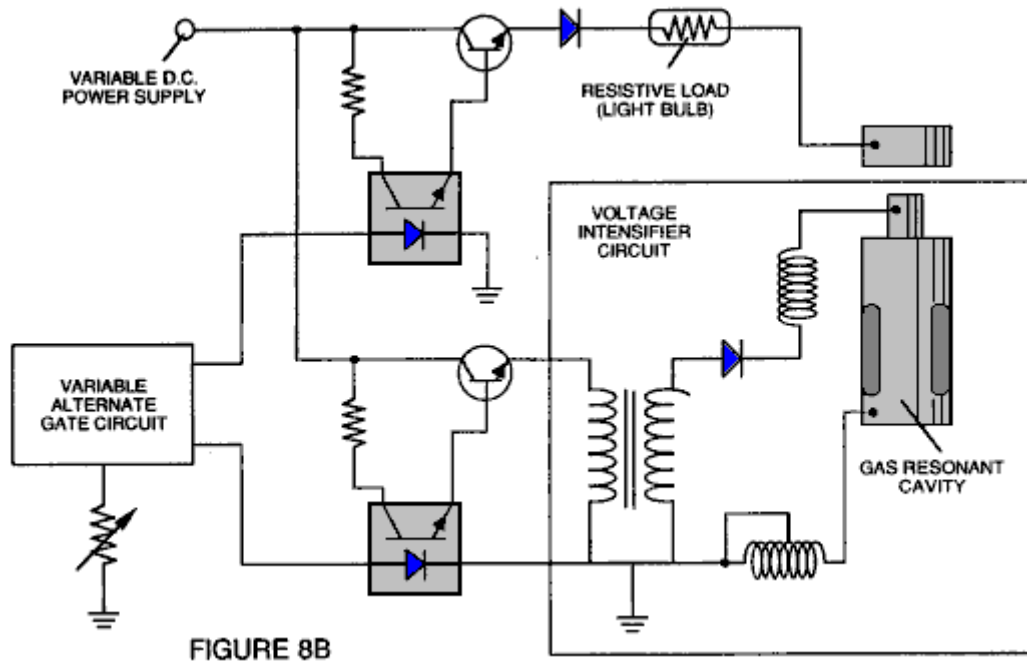 VARIABLE D.C.
POWER SUPPLY
RESISTIVE LOAD
(LIGHT BULB)
VOLTAGE
INTENSIFIER
CIRCUIT
VARIABLE
ALTERNATE
GATE CIRCUIT
GAS RESONANT
CAVITY
FIGURE 8B